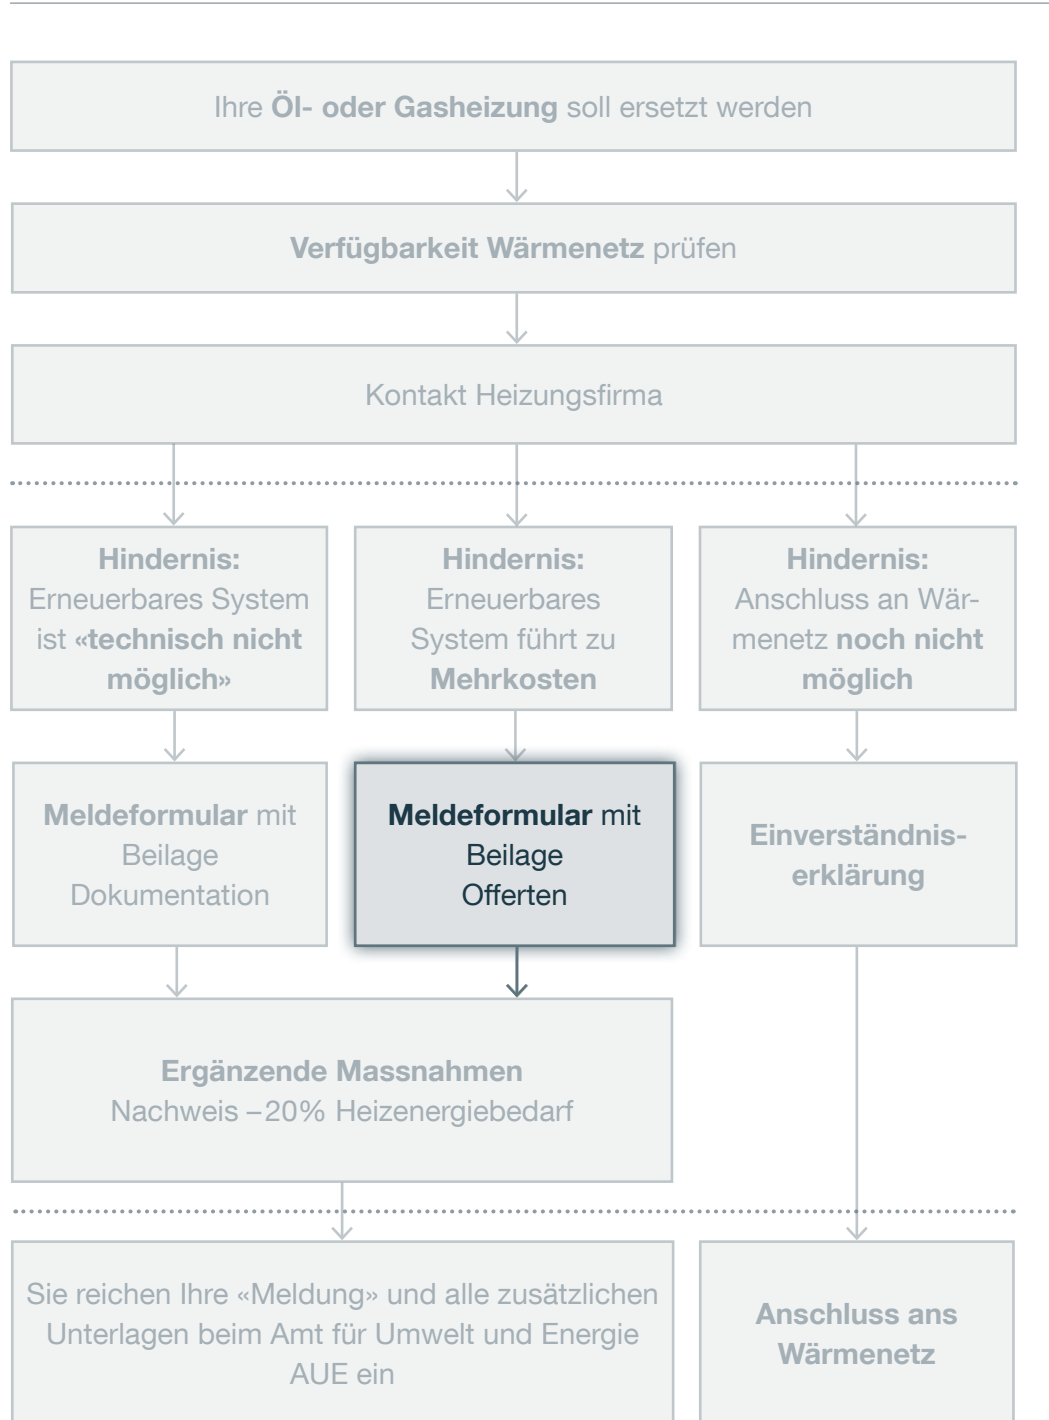 Ihre Öl- oder Gasheizung soll ersetzt werden
Verfügbarkeit Wärmenetz prüfen
Kontakt Heizungsfirma
Hindernis:
Erneuerbares System
ist «technisch nicht
möglich»
Hindernis:
Erneuerbares
System führt zu
Mehrkosten
Hindernis:
Anschluss an Wär-
menetz noch nicht
möglich
Meldeformular mit
Beilage
Dokumentation
Meldeformular mit
Beilage
Offerten
Einverständnis-
erklärung
Ergänzende Massnahmen
Nachweis –20% Heizenergiebedarf
Sie reichen Ihre «Meldung» und alle zusätzlichen
Unterlagen beim Amt für Umwelt und Energie
AUE ein
Anschluss ans
Wärmenetz